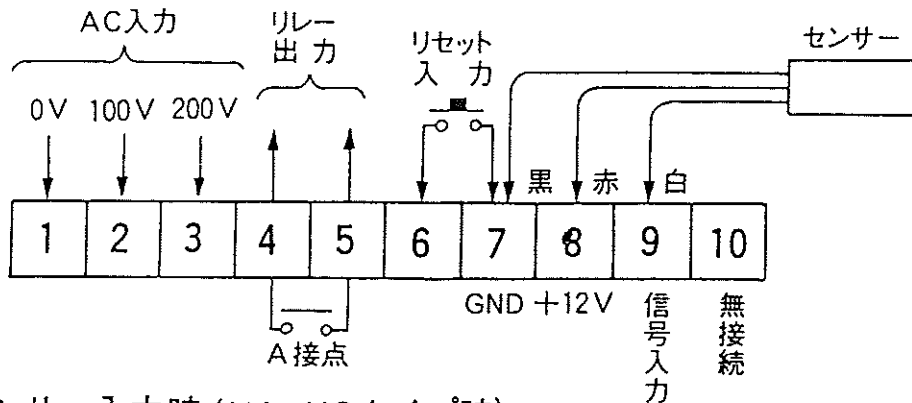 AC入力
リレー
出力
リセット
入力
センサー
0V 100V 200V
黒 赤 白
1 2 3 4 5 6 7 8 9 10
GND +12V
信号入力
無接続
A接点